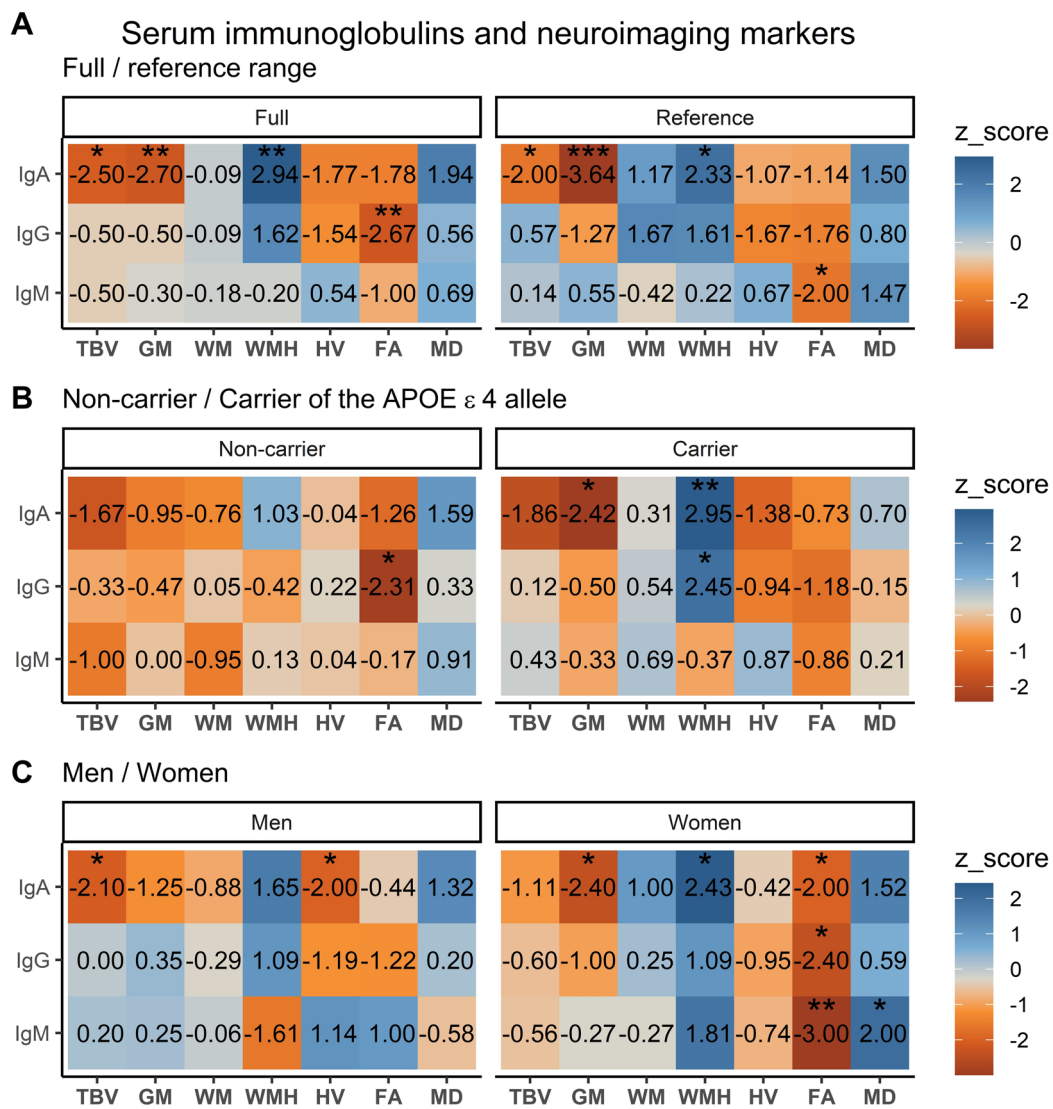 A
Serum immunoglobulins and neuroimaging markers
Full / reference range
Full Reference
* ** ** * *** *
IgA -2.50 -2.70 -0.09 2.94 -1.77 -1.78 1.94 -2.00 -3.64 1.17 2.33 -1.07 -1.14 1.50
**
IgG -0.50 -0.50 -0.09 1.62 -1.54 -2.67 0.56 0.57 -1.27 1.67 1.61 -1.67 -1.76 0.80
*
IgM -0.50 -0.30 -0.18 -0.20 0.54 -1.00 0.69 0.14 0.55 -0.42 0.22 0.67 -2.00 1.47
TBV GM WM WMH HV FA MD TBV GM WM WMH HV FA MD
z_score
2
0
-2
B Non-carrier / Carrier of the APOE ε 4 allele
Non-carrier Carrier
* **
IgA -1.67 -0.95 -0.76 1.03 -0.04 -1.26 1.59 -1.86 -2.42 0.31 2.95 -1.38 -0.73 0.70
* *
IgG -0.33 -0.47 0.05 -0.42 0.22 -2.31 0.33 0.12 -0.50 0.54 2.45 -0.94 -1.18 -0.15
IgM -1.00 0.00 -0.95 0.13 0.04 -0.17 0.91 0.43 -0.33 0.69 -0.37 0.87 -0.86 0.21
TBV GM WM WMH HV FA MD TBV GM WM WMH HV FA MD
z_score
2
1
0
-1
-2
C Men / Women
Men Women
* * * * *
IgA -2.10 -1.25 -0.88 1.65 -2.00 -0.44 1.32 -1.11 -2.40 1.00 2.43 -0.42 -2.00 1.52
*
IgG 0.00 0.35 -0.29 1.09 -1.19 -1.22 0.20 -0.60 -1.00 0.25 1.09 -0.95 -2.40 0.59
** *
IgM 0.20 0.25 -0.06 -1.61 1.14 1.00 -0.58 -0.56 -0.27 -0.27 1.81 -0.74 -3.00 2.00
TBV GM WM WMH HV FA MD TBV GM WM WMH HV FA MD
z_score
2
1
0
-1
-2